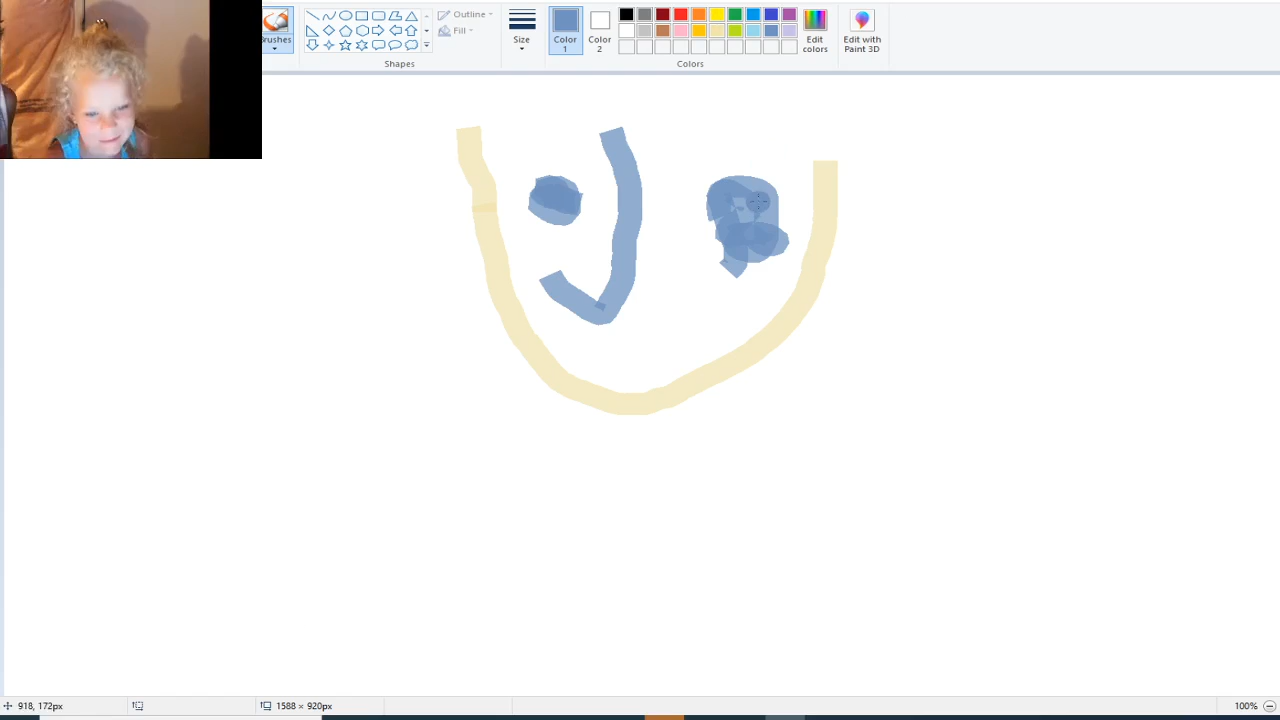 Outline
Fill
Brushes
Size
Color 1
Color 2
Edit colors
Edit with Paint 3D
Shapes
Colors
918, 172px
1588 × 920px
100%